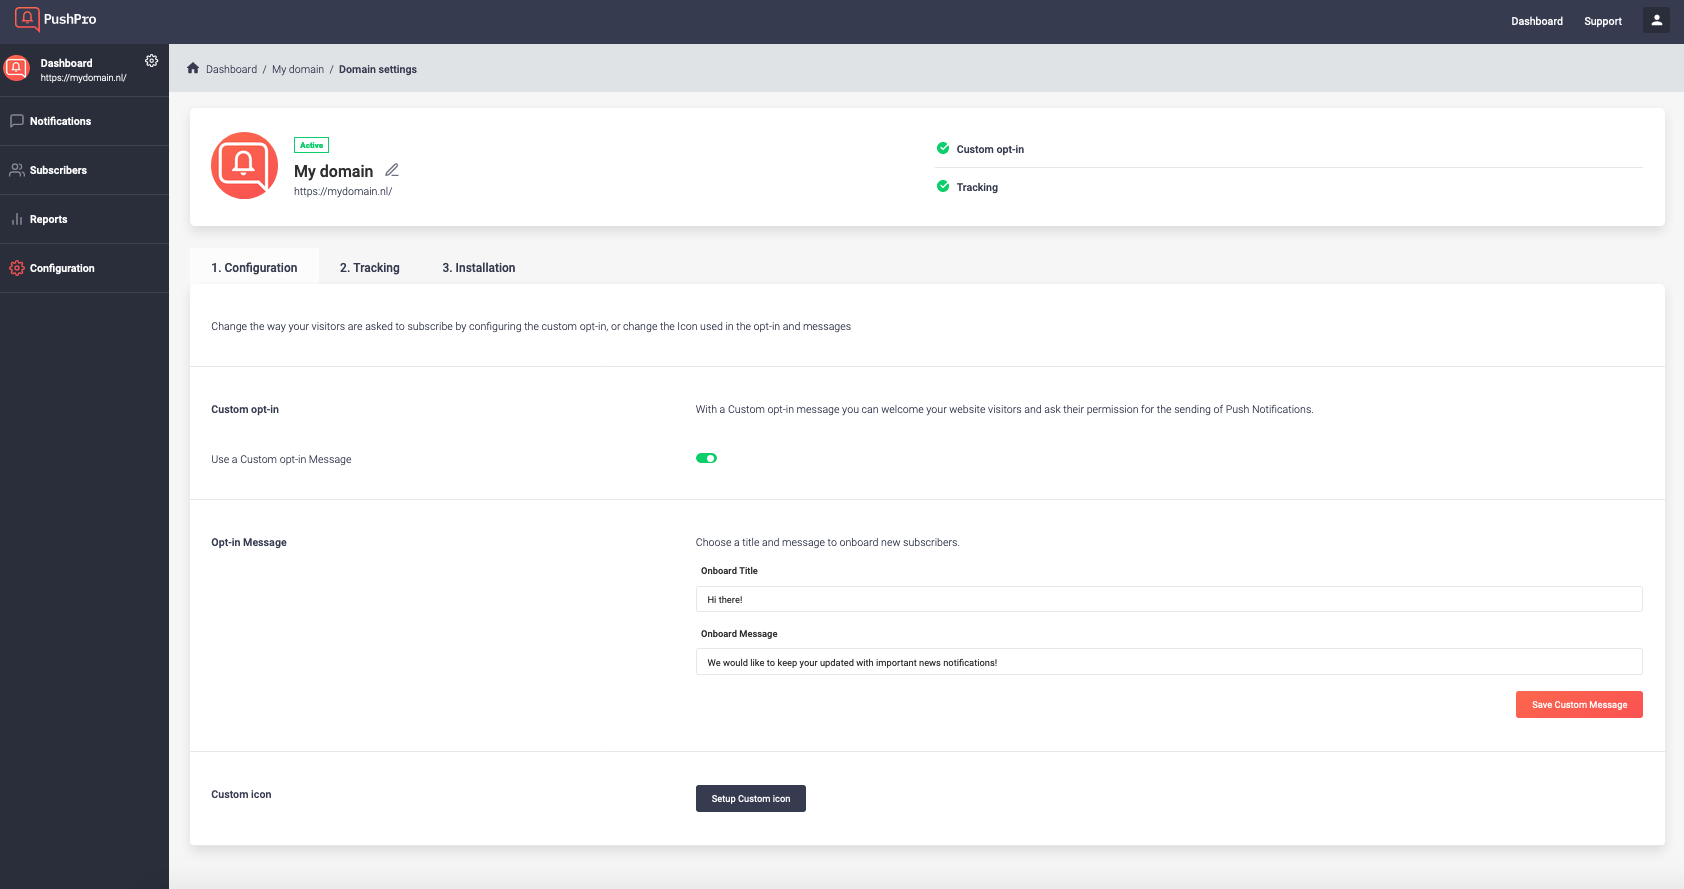 PushPro
Dashboard
Support
Dashboard
https://mydomain.nl/
Notifications
Subscribers
Reports
Configuration
Dashboard / My domain / Domain settings
Active
My domain
https://mydomain.nl/
Custom opt-in
Tracking
1. Configuration
2. Tracking
3. Installation
Change the way your visitors are asked to subscribe by configuring the custom opt-in, or change the Icon used in the opt-in and messages
Custom opt-in
With a Custom opt-in message you can welcome your website visitors and ask their permission for the sending of Push Notifications.
Use a Custom opt-in Message
Opt-in Message
Choose a title and message to onboard new subscribers.
Onboard Title
Hi there!
Onboard Message
We would like to keep your updated with important news notifications!
Save Custom Message
Custom icon
Setup Custom icon